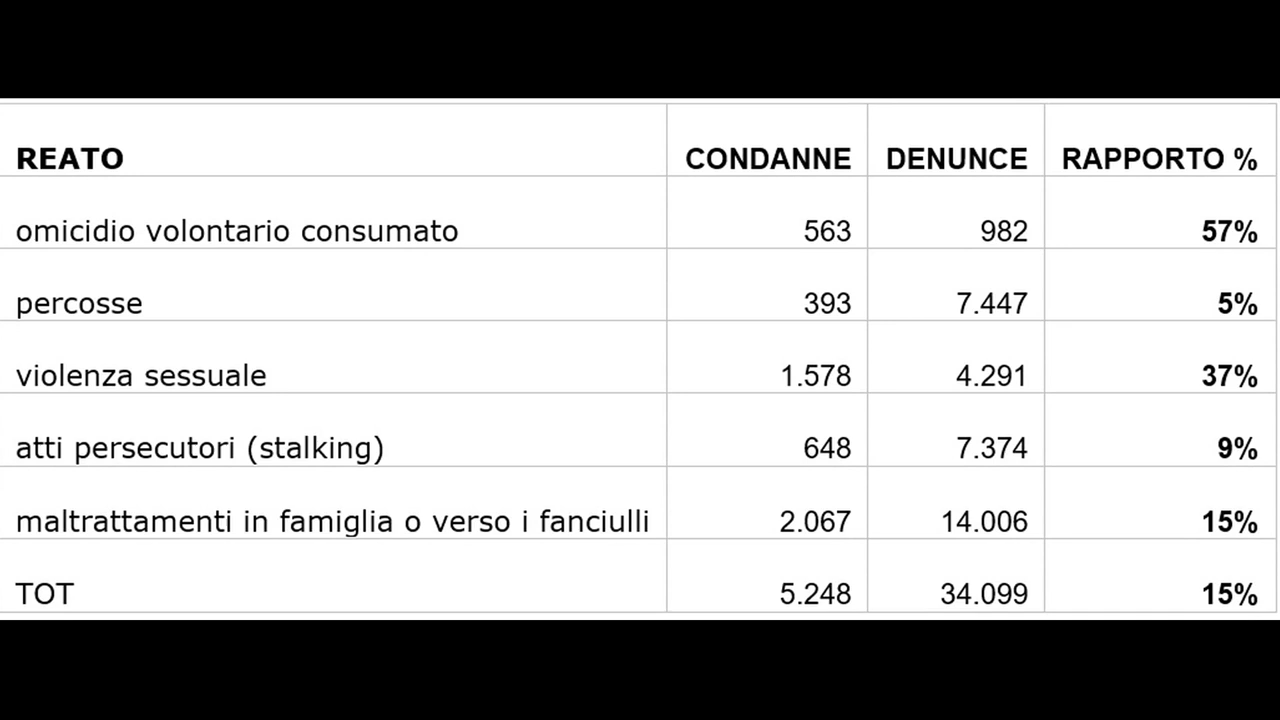 REATO CONDANNE DENUNCE RAPPORTO %
omicidio volontario consumato 563 982 57%
percosse 393 7.447 5%
violenza sessuale 1.578 4.291 37%
atti persecutori (stalking) 648 7.374 9%
maltrattamenti in famiglia o verso i fanciulli 2.067 14.006 15%
TOT 5.248 34.099 15%